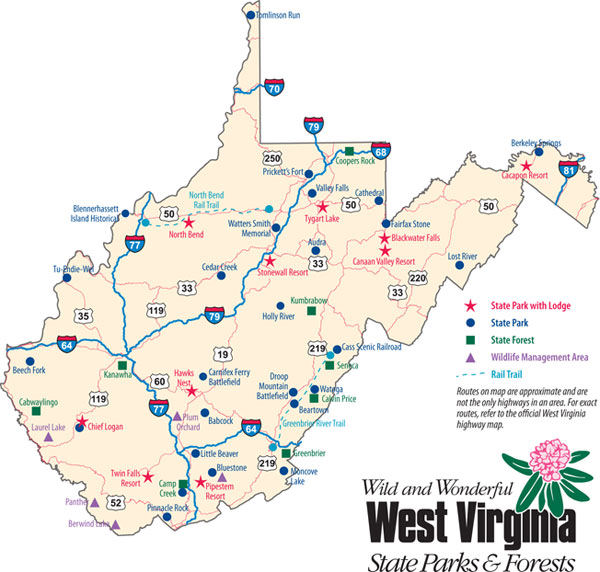 Tomlinson Run
70
79
68
250
Coopers Rock
Berkeley Springs
Cacapon Resort
81
Prickett's Fort
North Bend
Rail Trail
Valley Falls
Cathedral
Blennerhassett
Island Historical
50
50
50
North Bend
Watters Smith
Memorial
Tygart Lake
Fairfax Stone
77
Audra
Blackwater Falls
Canaan Valley Resort
Lost River
Tu-Endie-Wei
Cedar Creek
Stonewall Resort
33
33
33
220
119
79
35
Holly River
Kumbrabow
64
19
219
Cass Scenic Railroad
Seneca
Beech Fork
Kanawha
60
Hawks
Nest
Carnifex Ferry
Battlefield
Droop
Mountain
Battlefield
Watoga
Calvin Price
Beartown
119
77
Cabwaylingo
Laurel Lake
Chief Logan
Plum
Orchard
Babcock
64
Greenbrier River Trail
Little Beaver
219
Greenbrier
Twin Falls
Resort
Camp
Creek
Bluestone
Pipestem
Resort
Moncove
Lake
Panther
52
Pinnacle Rock
Berwind Lake
State Park with Lodge
State Park
State Forest
Wildlife Management Area
Rail Trail
Routes on map are approximate and are
not the only highways in an area. For exact
routes, refer to the official West Virginia
highway map.
Wild and Wonderful
West Virginia
State Parks & Forests